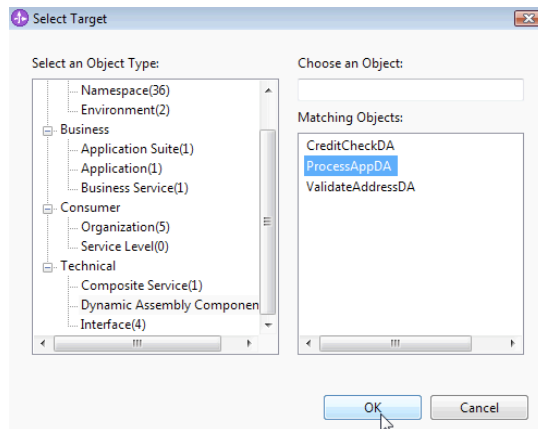 Select Target
Select an Object Type:
Namespace(36)
Environment(2)
Business
Application Suite(1)
Application(1)
Business Service(1)
Consumer
Organization(5)
Service Level(0)
Technical
Composite Service(1)
Dynamic Assembly Componen
Interface(4)
Choose an Object:
Matching Objects:
CreditCheckDA
ProcessAppDA
ValidateAddressDA
OK
Cancel